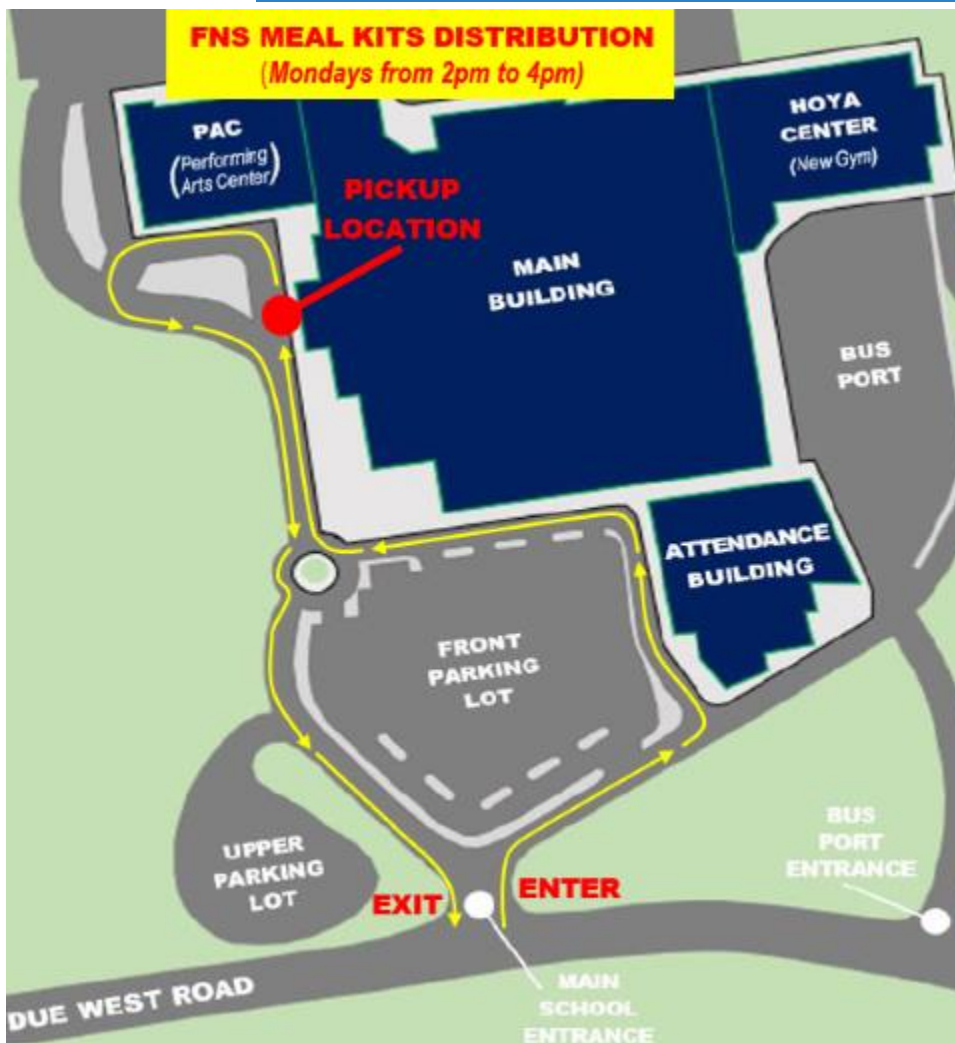 FNS MEAL KITS DISTRIBUTION
(Mondays from 2pm to 4pm)
PAC
(Performing
Arts Center)
HOYA
CENTER
(New Gym)
PICKUP
LOCATION
MAIN
BUILDING
BUS
PORT
ATTENDANCE
BUILDING
FRONT
PARKING
LOT
UPPER
PARKING
LOT
BUS
PORT
ENTRANCE
EXIT
ENTER
MAIN
SCHOOL
ENTRANCE
DUE WEST ROAD